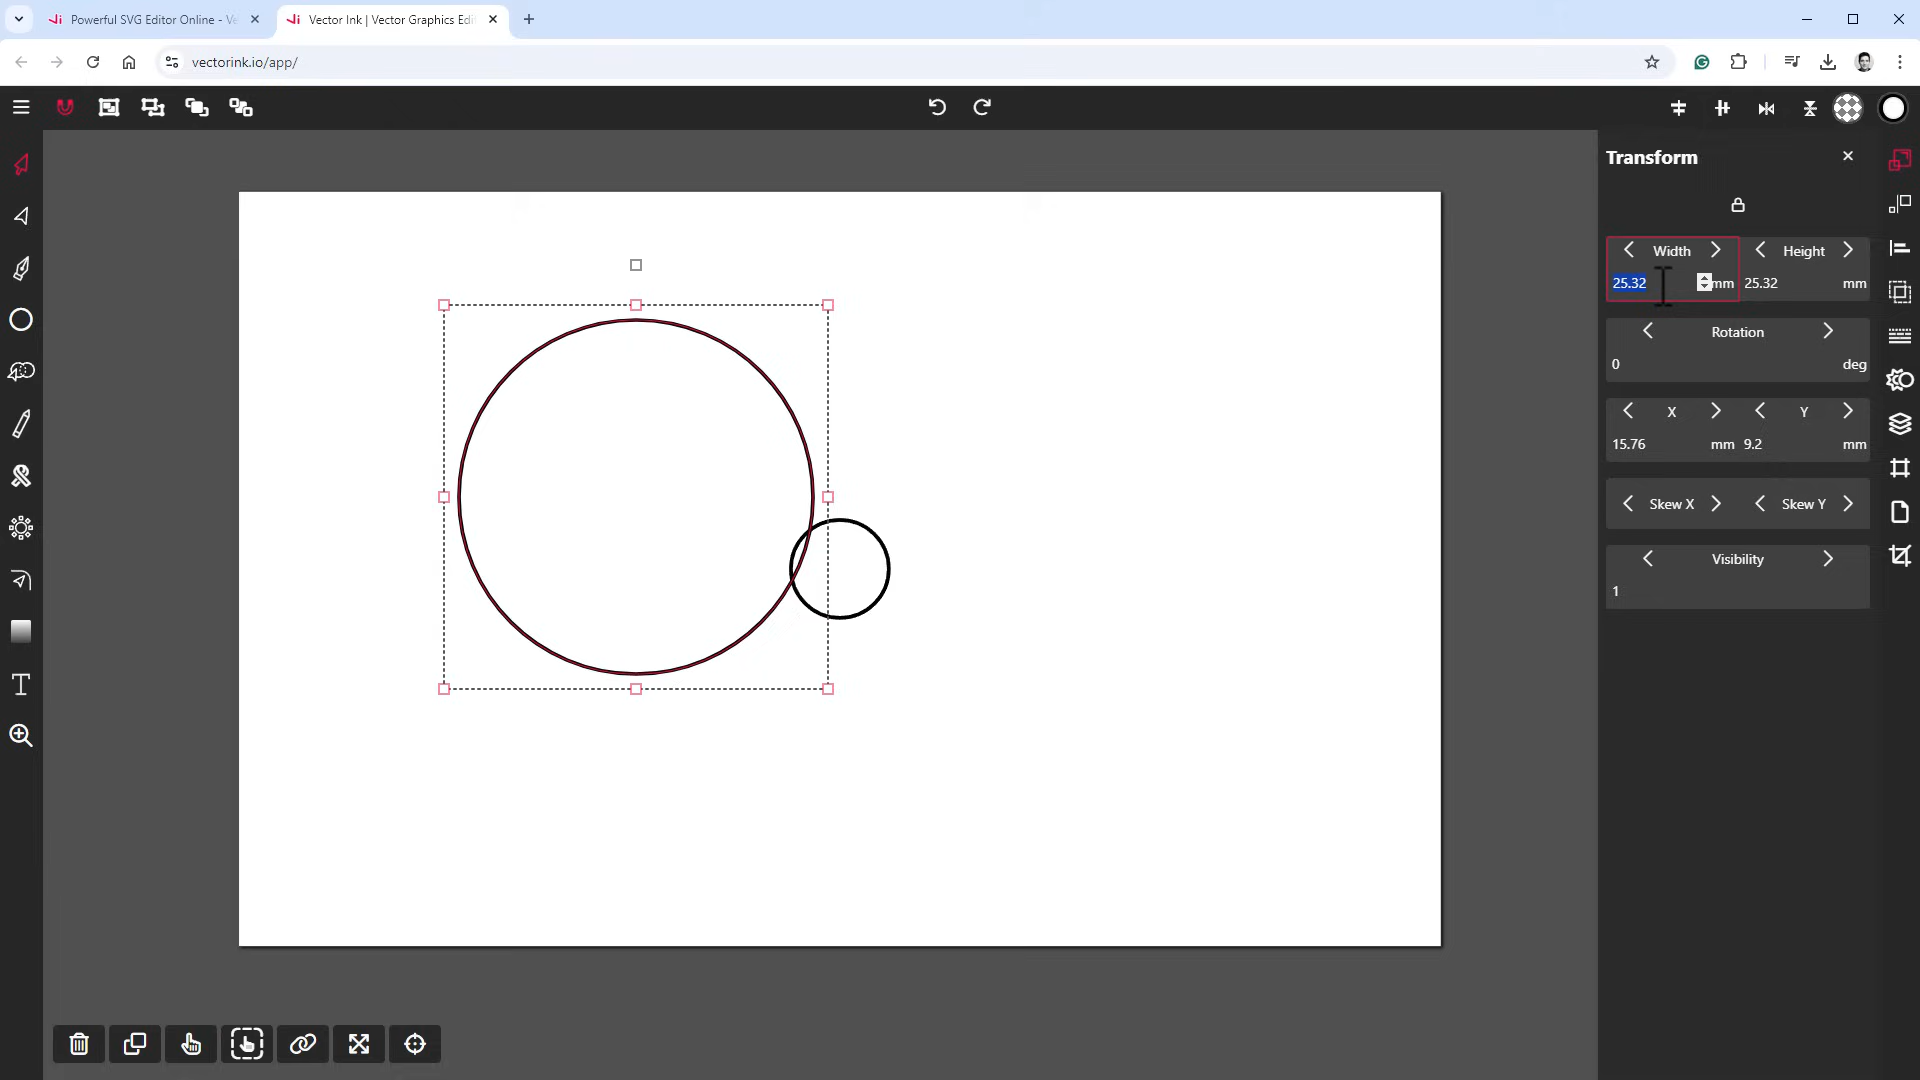 Powerful SVG Editor Online - Ve
Vector Ink | Vector Graphics Edi
vectorink.io/app/
Transform
Width
Height
25.32 mm
25.32 mm
Rotation
0 deg
X
Y
15.76 mm
9.2 mm
Skew X
Skew Y
Visibility
1
T